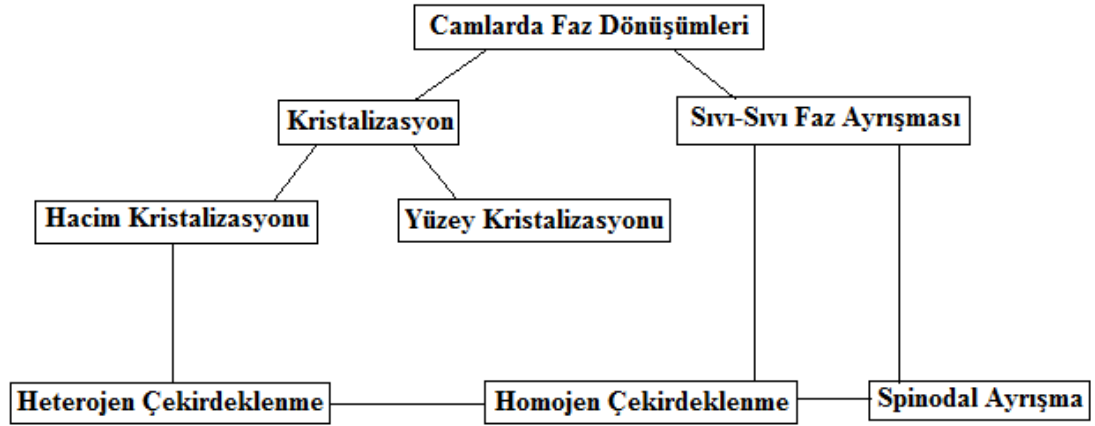 Camlarda Faz Dönüşümleri
Kristalizasyon
Sıvı-Sıvı Faz Ayrışması
Hacim Kristalizasyonu
Yüzey Kristalizasyonu
Heterojen Çekirdeklenme
Homojen Çekirdeklenme
Spinodal Ayrışma